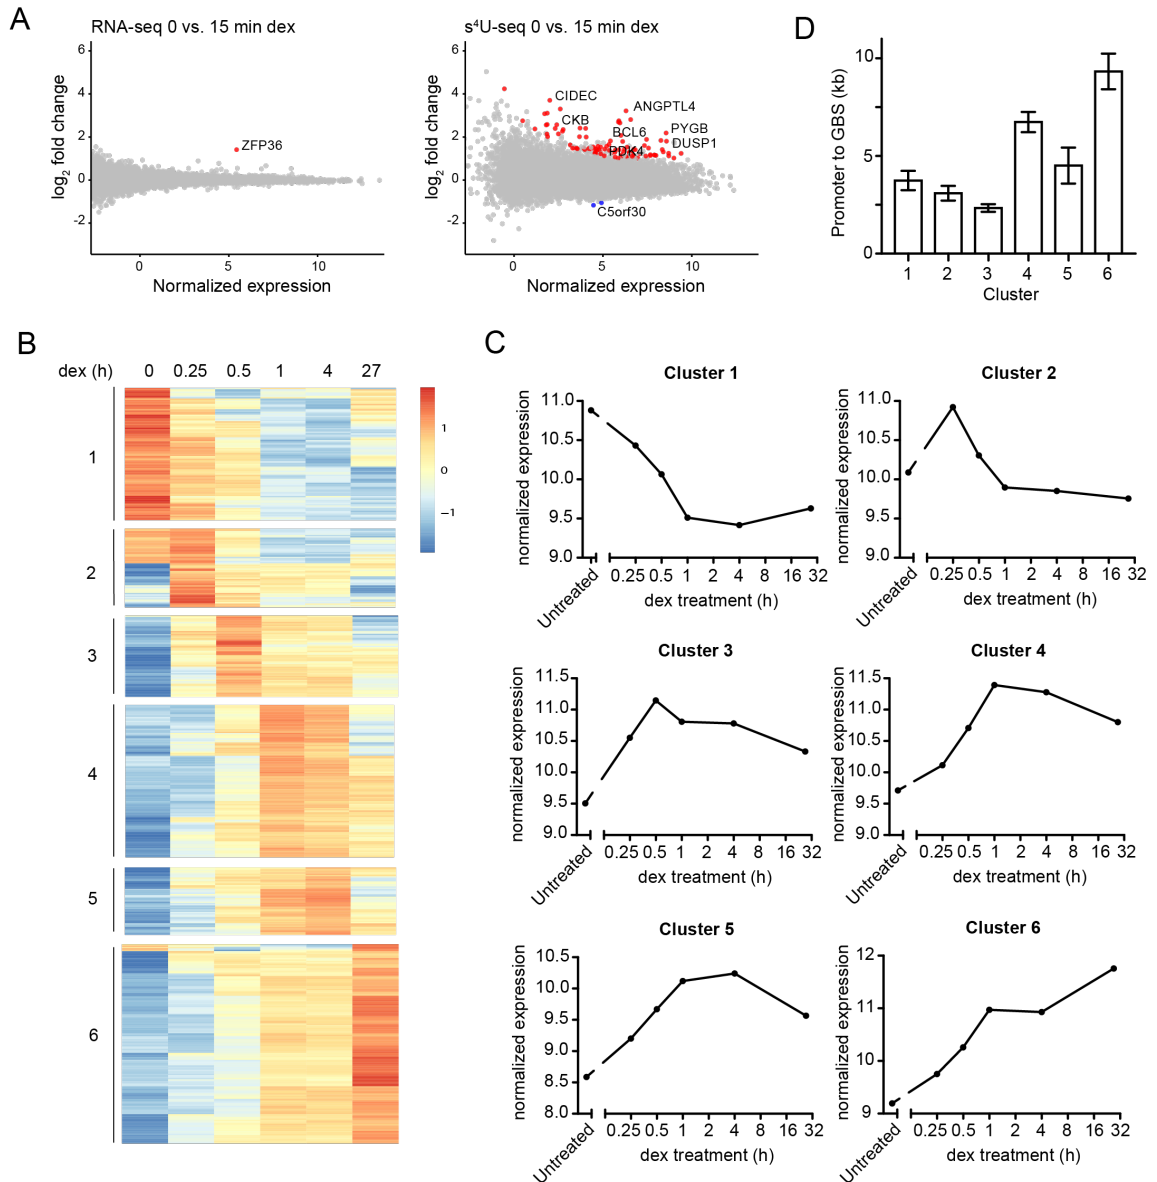 A
RNA-seq 0 vs. 15 min dex
log2 fold change
6
4
2
0
-2
ZFP36
0 5 10
Normalized expression
s⁴U-seq 0 vs. 15 min dex
log2 fold change
6
4
2
0
-2
CIDEC
ANGPTL4
CKB
BCL6
PYGB
DUSP1
PDK4
C5orf30
0 5 10
Normalized expression
D
Promoter to GBS (kb)
10
5
0
1 2 3 4 5 6
Cluster
B
dex (h) 0 0.25 0.5 1 4 27
1
2
3
4
5
6
1
0
−1
C
Cluster 1
normalized expression
11.0
10.5
10.0
9.5
9.0
Untreated
0.25 0.5 1 2 4 8 16 32
dex treatment (h)
Cluster 2
normalized expression
11.0
10.5
10.0
9.5
9.0
Untreated
0.25 0.5 1 2 4 8 16 32
dex treatment (h)
Cluster 3
normalized expression
11.5
11.0
10.5
10.0
9.5
9.0
Untreated
0.25 0.5 1 2 4 8 16 32
dex treatment (h)
Cluster 4
normalized expression
11.5
11.0
10.5
10.0
9.5
9.0
Untreated
0.25 0.5 1 2 4 8 16 32
dex treatment (h)
Cluster 5
normalized expression
10.5
10.0
9.5
9.0
8.5
8.0
Untreated
0.25 0.5 1 2 4 8 16 32
dex treatment (h)
Cluster 6
normalized expression
12
11
10
9
Untreated
0.25 0.5 1 2 4 8 16 32
dex treatment (h)